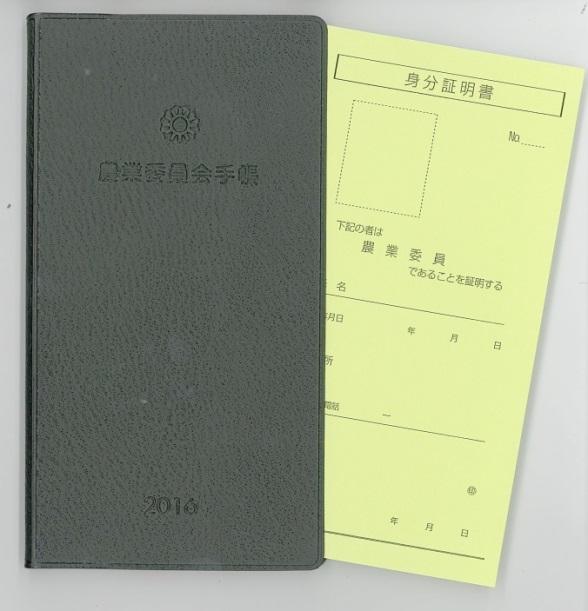 農業委員会手帳
2016
身分証明書
No.
下記の者は
農業委員
であることを証明する
名
月日 年 月 日
所
電話 ―
㊞
年 月 日